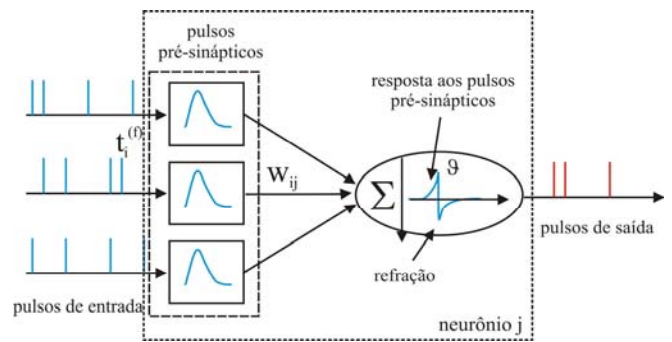 pulsos
pré-sinápticos
resposta aos pulsos
pré-sinápticos
t_i^(f)
W_ij
ϑ
Σ
pulsos de saída
refração
pulsos de entrada
neurônio j